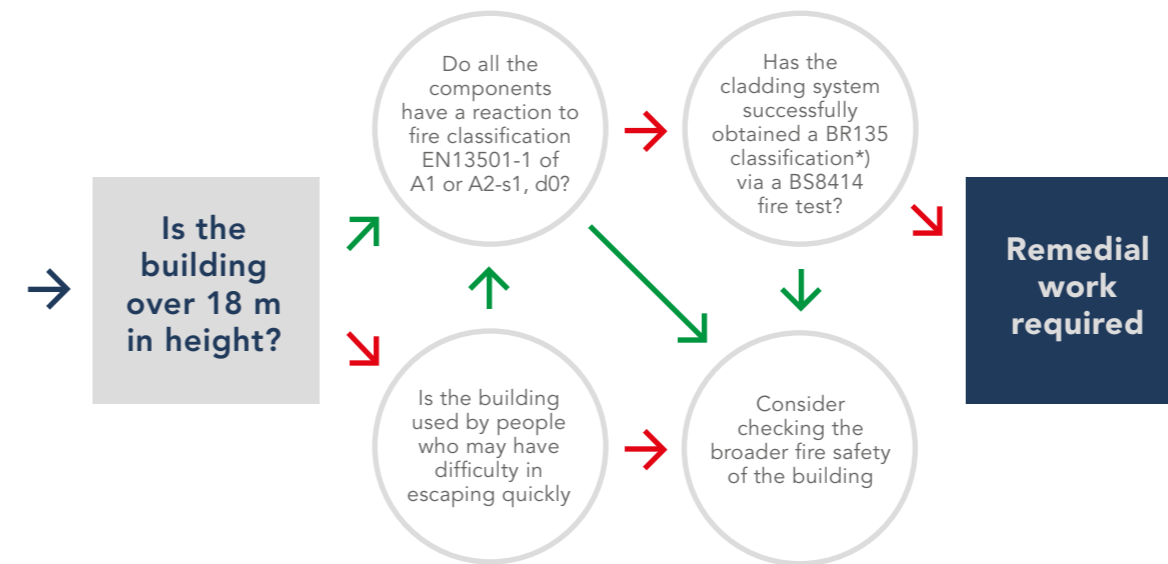 Is the
building
over 18 m
in height?
Do all the
components
have a reaction to
fire classification
EN13501-1 of
A1 or A2-s1, d0?
Is the building
used by people
who may have
difficulty in
escaping quickly
Has the
cladding system
successfully
obtained a BR135
classification*)
via a BS8414
fire test?
Consider
checking the
broader fire safety
of the building
Remedial
work
required